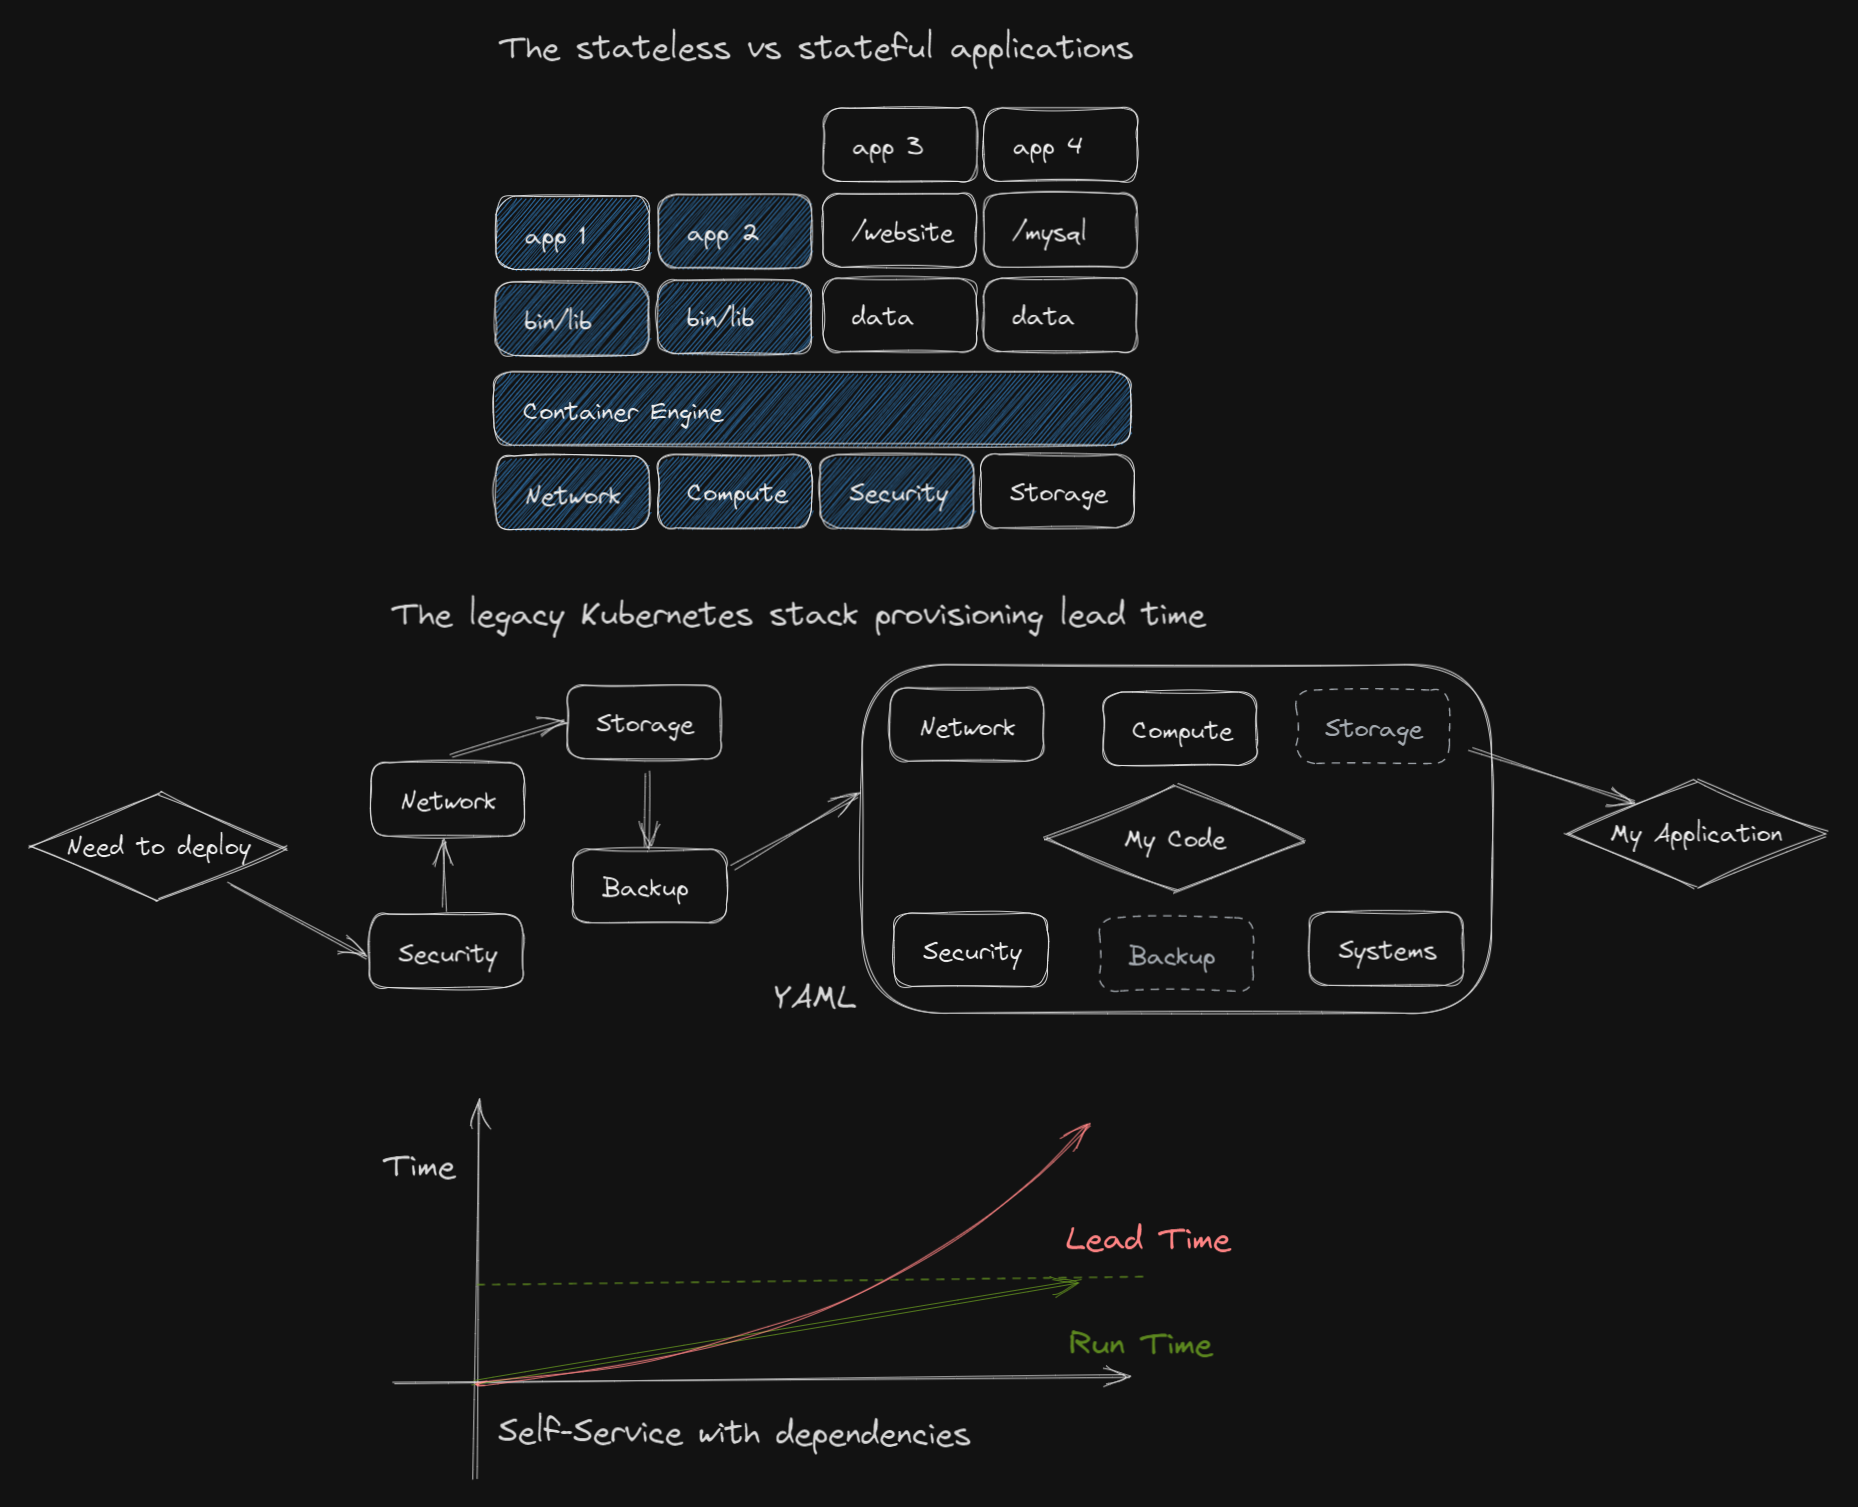 The stateless vs stateful applications
app 3
app 4
app 1
app 2
/website
/mysql
bin/lib
bin/lib
data
data
Container Engine
Network
Compute
Security
Storage
The legacy Kubernetes stack provisioning lead time
Need to deploy
Security
Network
Storage
Backup
YAML
Network
Compute
Storage
My Code
Security
Backup
Systems
My Application
Time
Lead Time
Run Time
Self-Service with dependencies